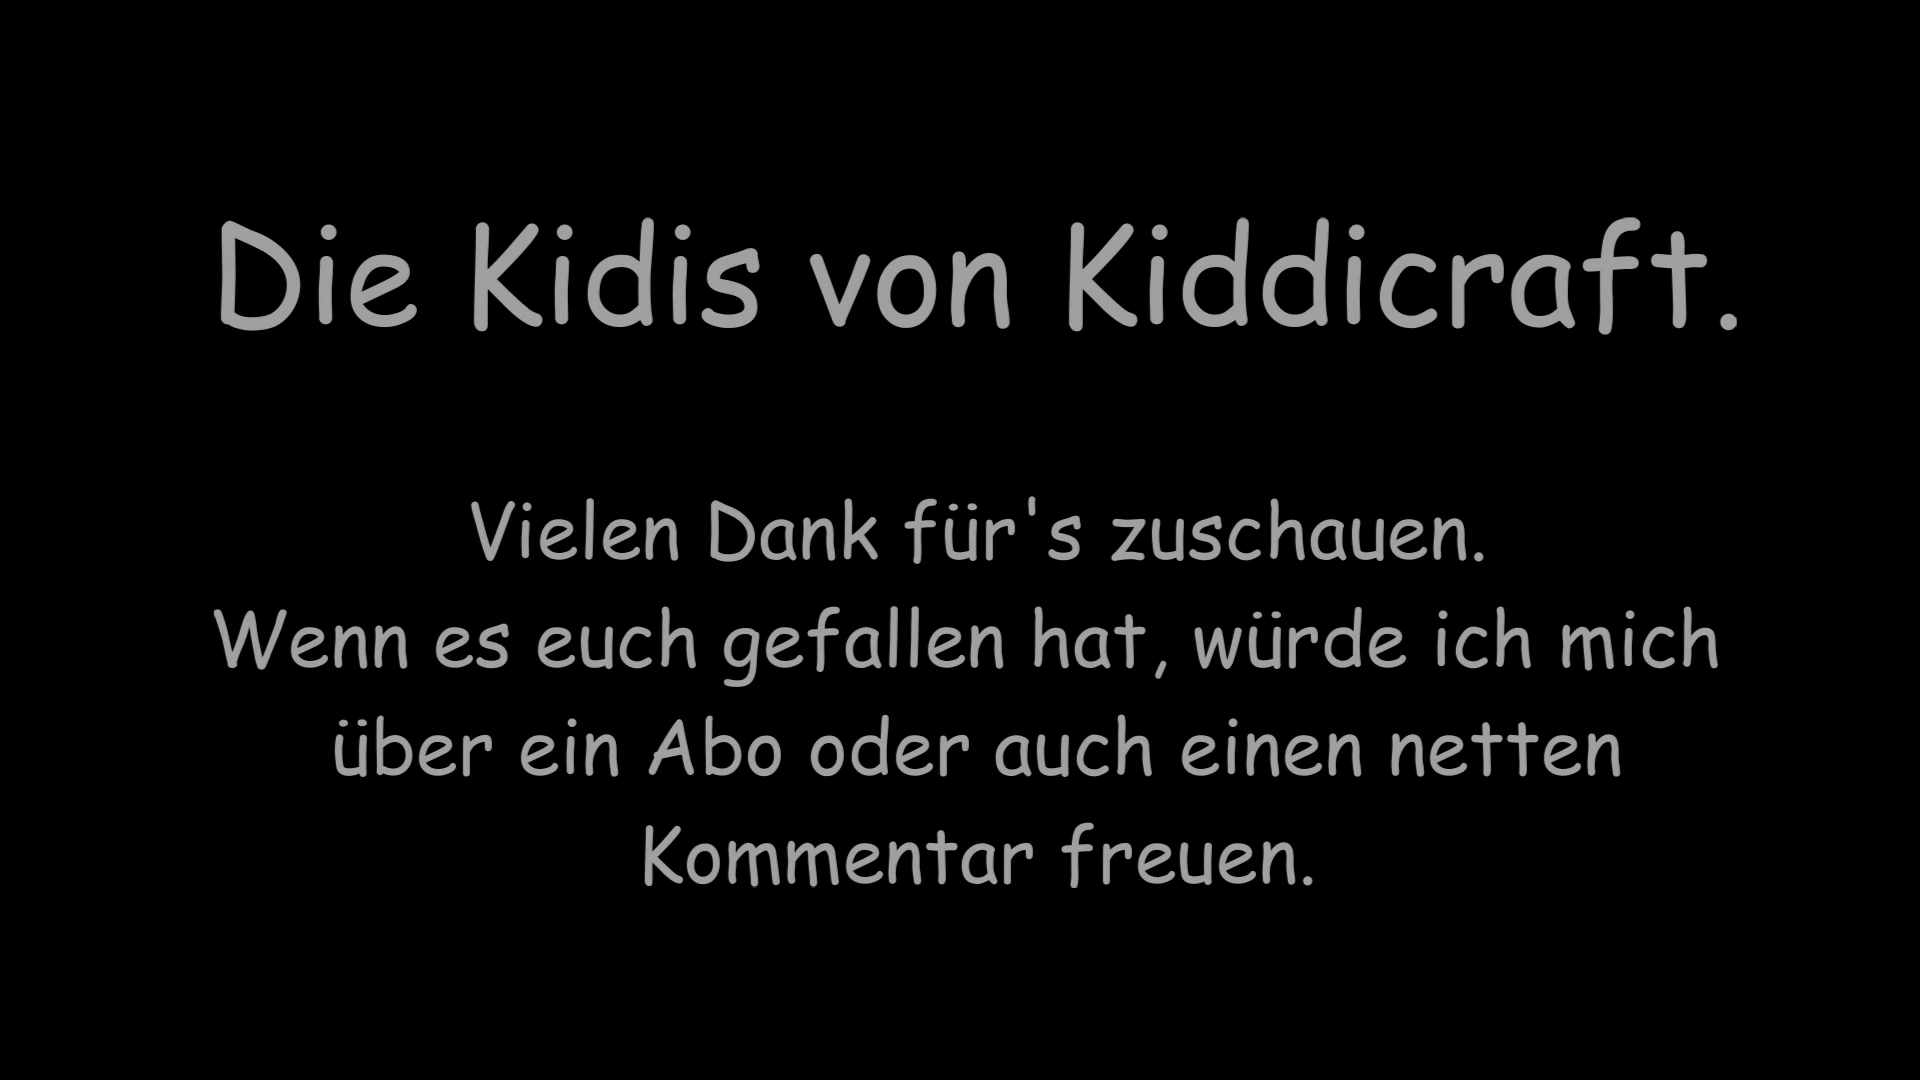 Die Kidis von Kiddicraft.
Vielen Dank für's zuschauen.
Wenn es euch gefallen hat, würde ich mich
über ein Abo oder auch einen netten
Kommentar freuen.